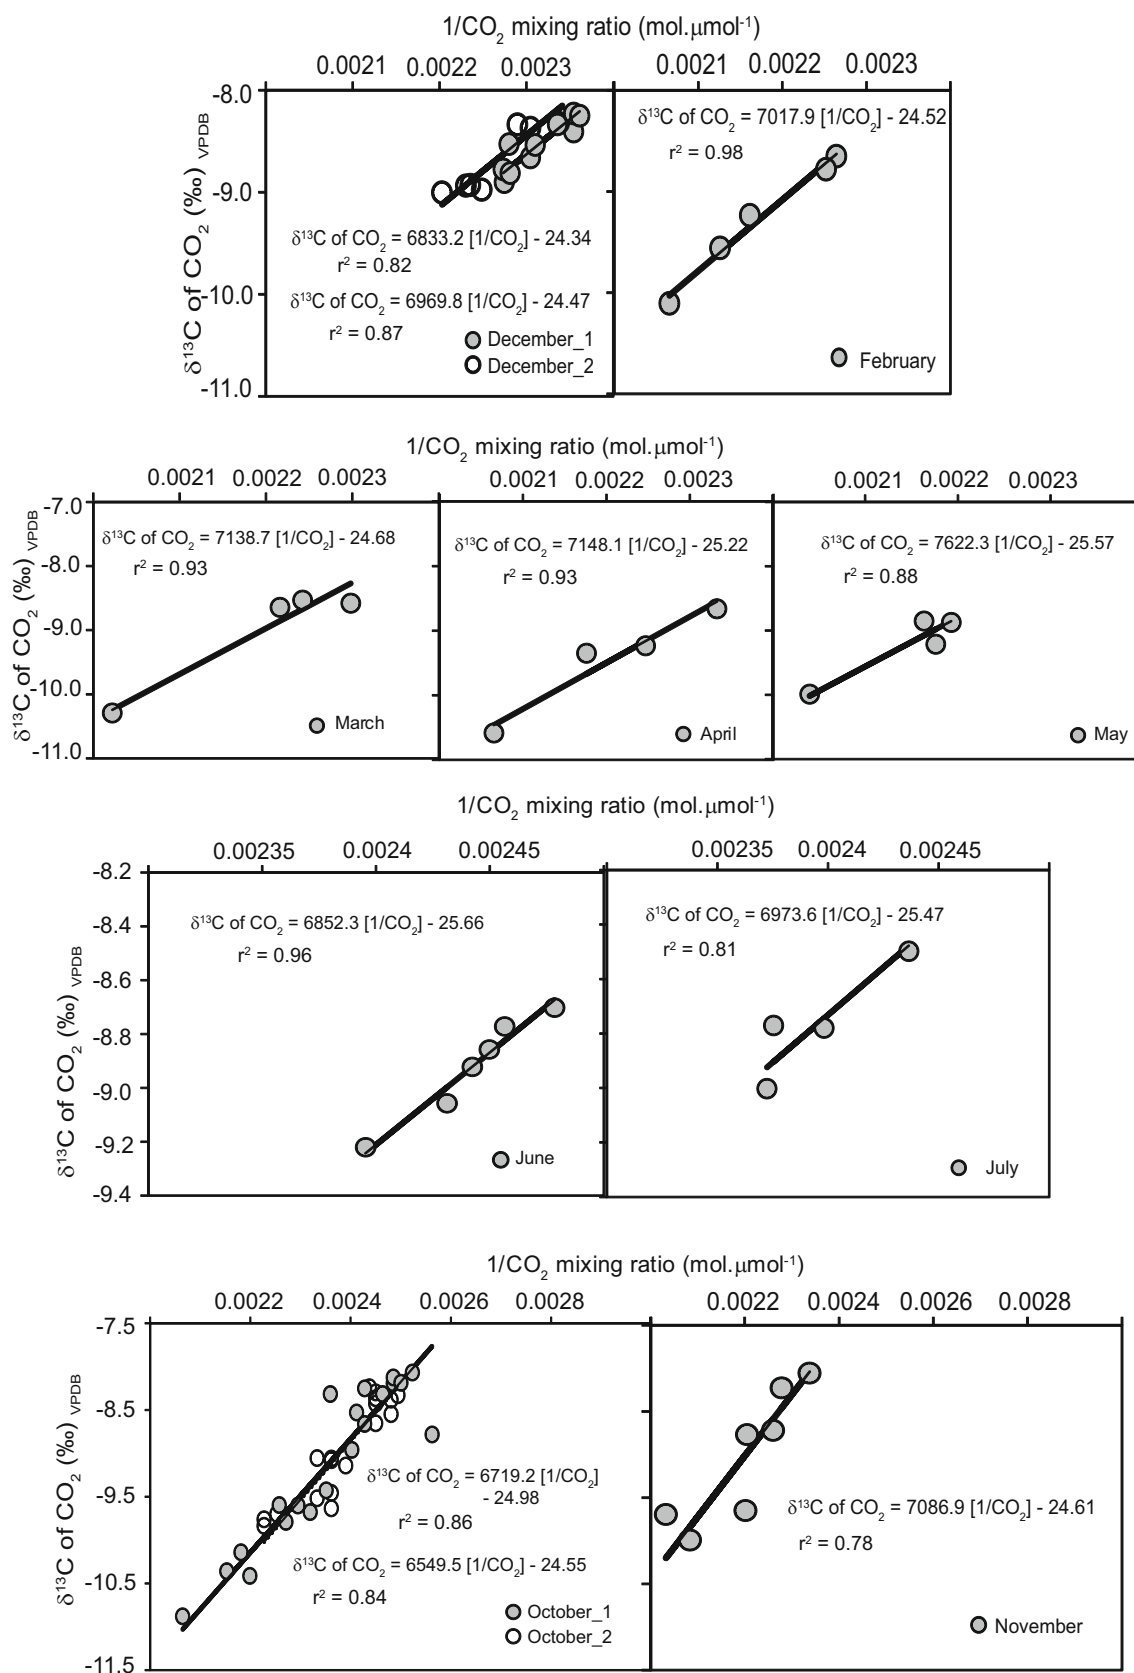 1/CO₂ mixing ratio (mol.μmol⁻¹)
0.0021 0.0022 0.0023 0.0021 0.0022 0.0023
δ¹³C of CO₂ (‰) VPDB
-8.0
-9.0
-10.0
-11.0
δ¹³C of CO₂ = 6833.2 [1/CO₂] - 24.34
r² = 0.82
δ¹³C of CO₂ = 6969.8 [1/CO₂] - 24.47
r² = 0.87
December_1
December_2
δ¹³C of CO₂ = 7017.9 [1/CO₂] - 24.52
r² = 0.98
February
1/CO₂ mixing ratio (mol.μmol⁻¹)
0.0021 0.0022 0.0023 0.0021 0.0022 0.0023 0.0021 0.0022 0.0023
δ¹³C of CO₂ (‰) VPDB
-7.0
-8.0
-9.0
-10.0
-11.0
δ¹³C of CO₂ = 7138.7 [1/CO₂] - 24.68
r² = 0.93
March
δ¹³C of CO₂ = 7148.1 [1/CO₂] - 25.22
r² = 0.93
April
δ¹³C of CO₂ = 7622.3 [1/CO₂] - 25.57
r² = 0.88
May
1/CO₂ mixing ratio (mol.μmol⁻¹)
0.00235 0.0024 0.00245 0.00235 0.0024 0.00245
δ¹³C of CO₂ (‰) VPDB
-8.2
-8.4
-8.6
-8.8
-9.0
-9.2
-9.4
δ¹³C of CO₂ = 6852.3 [1/CO₂] - 25.66
r² = 0.96
June
δ¹³C of CO₂ = 6973.6 [1/CO₂] - 25.47
r² = 0.81
July
1/CO₂ mixing ratio (mol.μmol⁻¹)
0.0022 0.0024 0.0026 0.0028 0.0022 0.0024 0.0026 0.0028
δ¹³C of CO₂ (‰) VPDB
-7.5
-8.5
-9.5
-10.5
-11.5
δ¹³C of CO₂ = 6719.2 [1/CO₂]
- 24.98
r² = 0.86
δ¹³C of CO₂ = 6549.5 [1/CO₂] - 24.55
r² = 0.84
October_1
October_2
δ¹³C of CO₂ = 7086.9 [1/CO₂] - 24.61
r² = 0.78
November